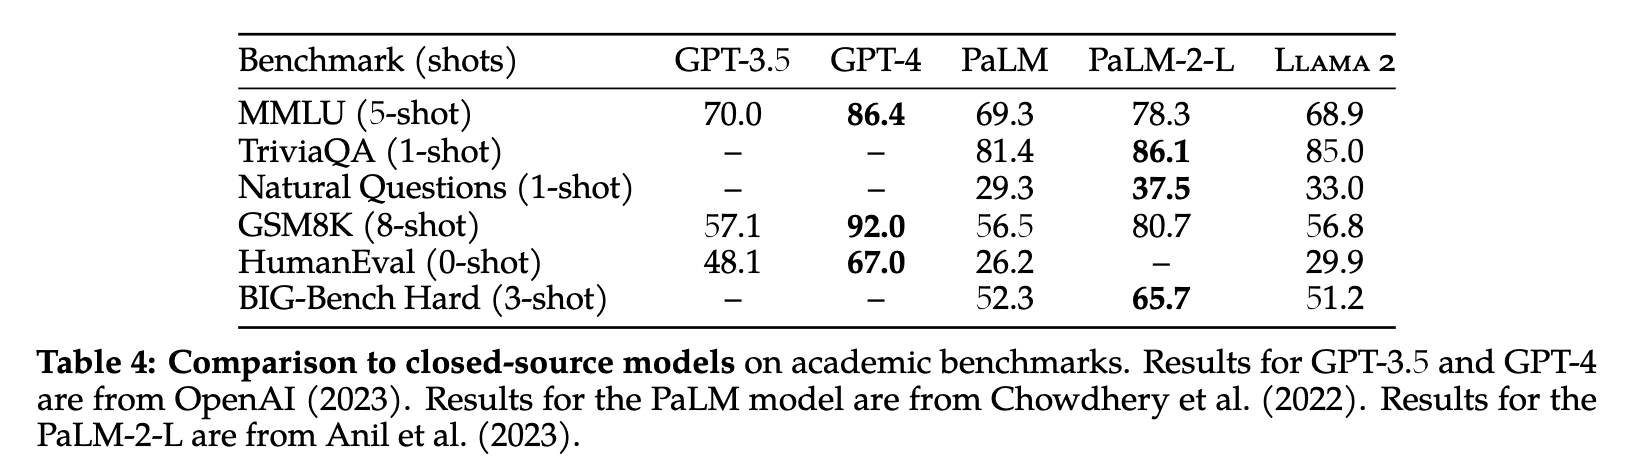 Benchmark (shots) GPT-3.5 GPT-4 PaLM PaLM-2-L LLAMA 2
MMLU (5-shot) 70.0 86.4 69.3 78.3 68.9
TriviaQA (1-shot) – – 81.4 86.1 85.0
Natural Questions (1-shot) – – 29.3 37.5 33.0
GSM8K (8-shot) 57.1 92.0 56.5 80.7 56.8
HumanEval (0-shot) 48.1 67.0 26.2 – 29.9
BIG-Bench Hard (3-shot) – – 52.3 65.7 51.2
Table 4: Comparison to closed-source models on academic benchmarks. Results for GPT-3.5 and GPT-4
are from OpenAI (2023). Results for the PaLM model are from Chowdhery et al. (2022). Results for the
PaLM-2-L are from Anil et al. (2023).